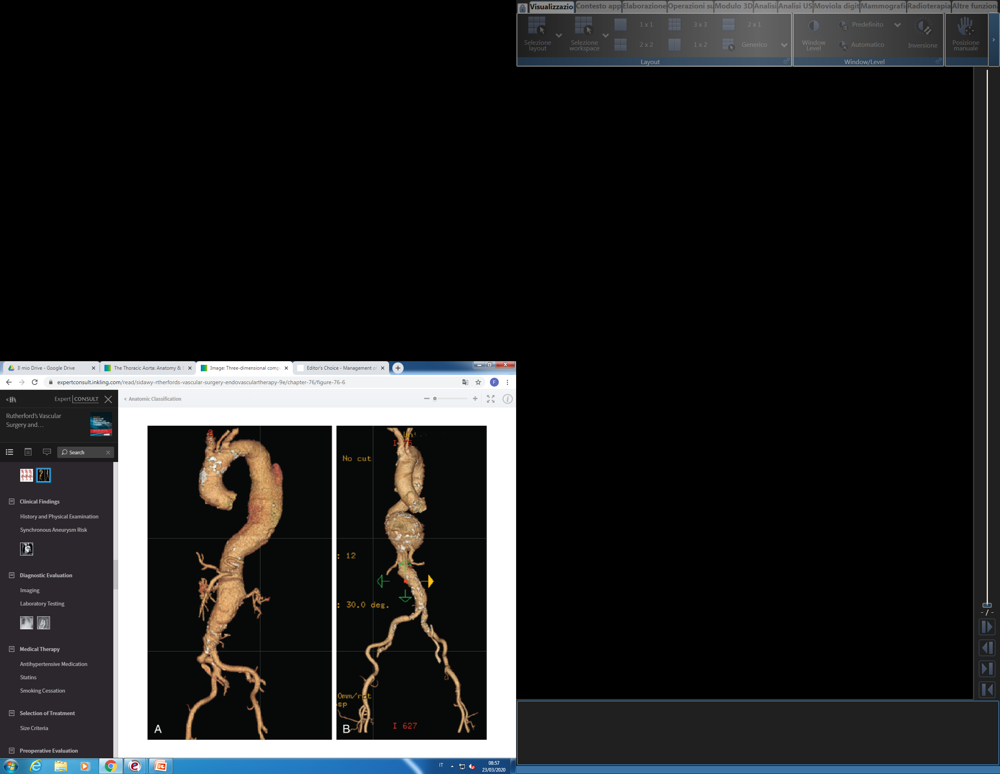 Visualizzazio Contesto app Elaborazione Operazioni su Modulo 3D Analisi Analisi US Moviola digit Mammografi Radioterapia Altre funzion
Selezione layout
Selezione workspace
1 x 1
3 x 3
2 x 1
2 x 2
1 x 2
Generico
Layout
Window Level
Predefinito
Automatico
Inversione
Window/Level
Posizione manuale
- / -
Il mio Drive - Google Drive
The Thoracic Aorta: Anatomy & E
Image: Three-dimensional compu
Editor's Choice - Management of
expertconsult.inkling.com/read/sidawy-rtherfords-vascular-surgery-endovasculartherapy-9e/chapter-76/figure-76-6
F
Expert CONSULT
< Anatomic Classification
Rutherford's Vascular
Surgery and...
Search
Clinical Findings
History and Physical Examination
Synchronous Aneurysm Risk
Diagnostic Evaluation
Imaging
Laboratory Testing
Medical Therapy
Antihypertensive Medication
Statins
Smoking Cessation
Selection of Treatment
Size Criteria
Preoperative Evaluation
S
A
I 75
No cut
: 12
: 30.0 deg.
0mm/rot
sp
B
I 627
IT
08:57
23/03/2020